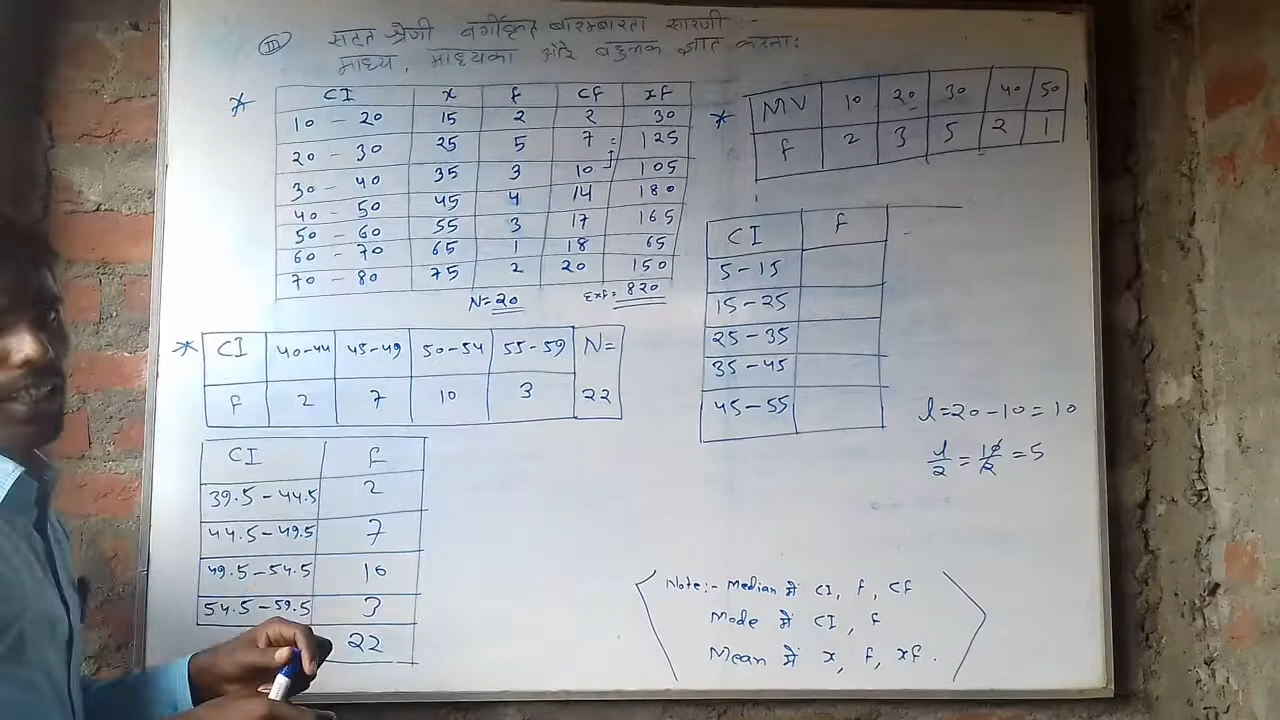 III सतत श्रेणी वर्गीकृत बारम्बारता सारणी :-
माध्य, माध्यिका और बहुलक ज्ञात करना:
* CI x f cf xf
10 - 20 15 2 2 30
20 - 30 25 5 7 125
30 - 40 35 3 10 105
40 - 50 45 4 14 180
50 - 60 55 3 17 165
60 - 70 65 1 18 65
70 - 80 75 2 20 150
N=20 Σxf=820
* CI 40-44 45-49 50-54 55-59 N=
F 2 7 10 3 22
CI F
39.5-44.5 2
44.5-49.5 7
49.5-54.5 10
54.5-59.5 3
22
* MV 10 20 30 40 50
f 2 3 5 2 1
CI F
5-15
15-25
25-35
35-45
45-55
l=20-10=10
l/2=10/2=5
Note:- Median में CI, f, CF
Mode में CI, f
Mean में x, f, xf.